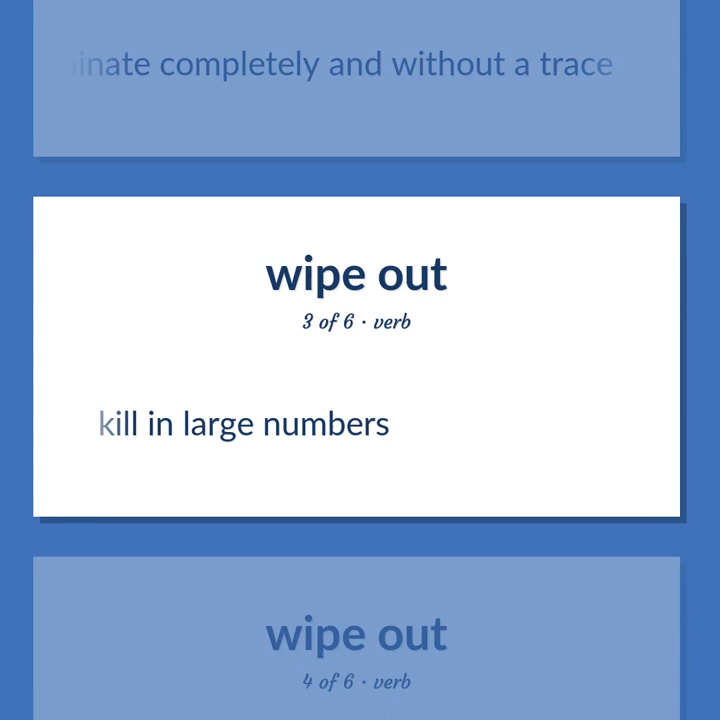 completely and without a trace
wipe out
3 of 6 · verb
kill in large numbers
wipe out
4 of 6 · verb